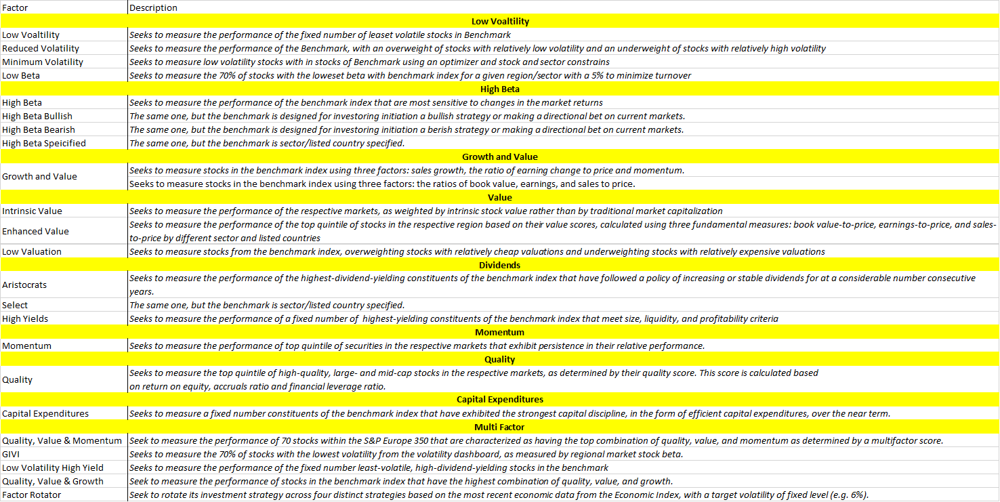 Factor Description
Low Voaltility
Low Voaltility Seeks to measure the performance of the fixed number of leaset volatile stocks in Benchmark
Reduced Volatility Seeks to measure the performance of the Benchmark, with an overweight of stocks with relatively low volatility and an underweight of stocks with relatively high volatility
Minimum Volatility Seeks to measure low volatility stocks with in stocks of Benchmark using an optimizer and stock and sector constrains
Low Beta Seeks to measure the 70% of stocks with the loweset beta with benchmark index for a given region/sector with a 5% to minimize turnover
High Beta
High Beta Seeks to measure the performance of the benchmark index that are most sensitive to changes in the market returns
High Beta Bullish The same one, but the benchmark is designed for investoring initiation a bullish strategy or making a directional bet on current markets.
High Beta Bearish The same one, but the benchmark is designed for investoring initiation a berish strategy or making a directional bet on current markets.
High Beta Speicified The same one, but the benchmark is sector/listed country specified.
Growth and Value
Growth and Value Seeks to measure stocks in the benchmark index using three factors: sales growth, the ratio of earning change to price and momentum.
Seeks to measure stocks in the benchmark index using three factors: the ratios of book value, earnings, and sales to price.
Value
Intrinsic Value Seeks to measure the performance of the respective markets, as weighted by intrinsic stock value rather than by traditional market capitalization
Enhanced Value Seeks to measure the performance of the top quintile of stocks in the respective region based on their value scores, calculated using three fundamental measures: book value-to-price, earnings-to-price, and sales-
to-price by different sector and listed countries
Low Valuation Seeks to measure stocks from the benchmark index, overweighting stocks with relatively cheap valuations and underweighting stocks with relatively expensive valuations
Dividends
Aristocrats Seeks to measure the performance of the highest-dividend-yielding constituents of the benchmark index that have followed a policy of increasing or stable dividends for at a considerable number consecutive
years.
Select The same one, but the benchmark is sector/listed country specified.
High Yields Seeks to measure the performance of a fixed number of highest-yielding constituents of the benchmark index that meet size, liquidity, and profitability criteria
Momentum
Momentum Seeks to measure the performance of top quintile of securities in the respective markets that exhibit persistence in their relative performance.
Quality
Quality Seeks to measure the top quintile of high-quality, large- and mid-cap stocks in the respective markets, as determined by their quality score. This score is calculated based
on return on equity, accruals ratio and financial leverage ratio.
Capital Expenditures
Capital Expenditures Seeks to measure a fixed number constituents of the benchmark index that have exhibited the strongest capital discipline, in the form of efficient capital expenditures, over the near term.
Multi Factor
Quality, Value & Momentum Seek to measure the performance of 70 stocks within the S&P Europe 350 that are characterized as having the top combination of quality, value, and momentum as determined by a multifactor score.
GIVI Seeks to measure the 70% of stocks with the lowest volatility from the volatility dashboard, as measured by regional market stock beta.
Low Volatility High Yield Seeks to measure the performance of the fixed number least-volatile, high-dividend-yielding stocks in the benchmark
Quality, Value & Growth Seek to measure the performance of stocks in the benchmark index that have the highest combination of quality, value, and growth.
Factor Rotator Seek to rotate its investment strategy across four distinct strategies based on the most recent economic data from the Economic Index, with a target volatility of fixed level (e.g. 6%).